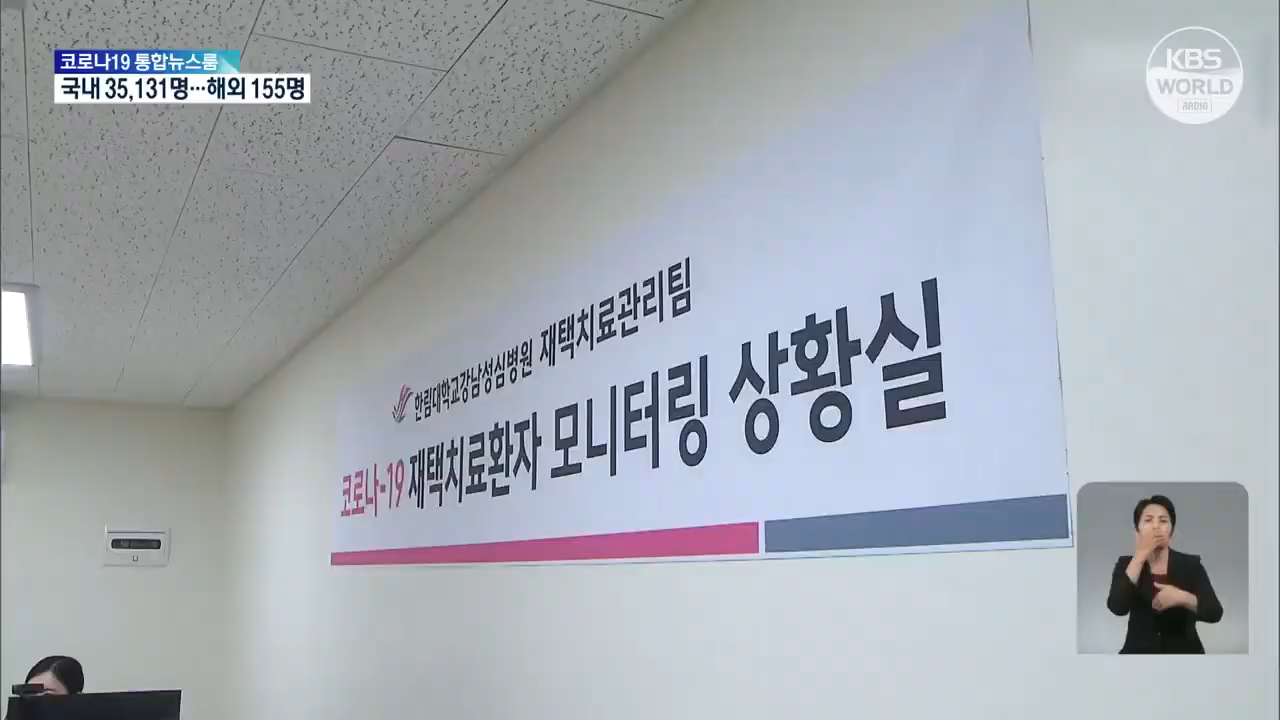 코로나19 통합뉴스룸
국내 35,131명…해외 155명
KBS
WORLD
RADIO
한림대학교강남성심병원 재택치료관리팀
코로나-19 재택치료환자 모니터링 상황실